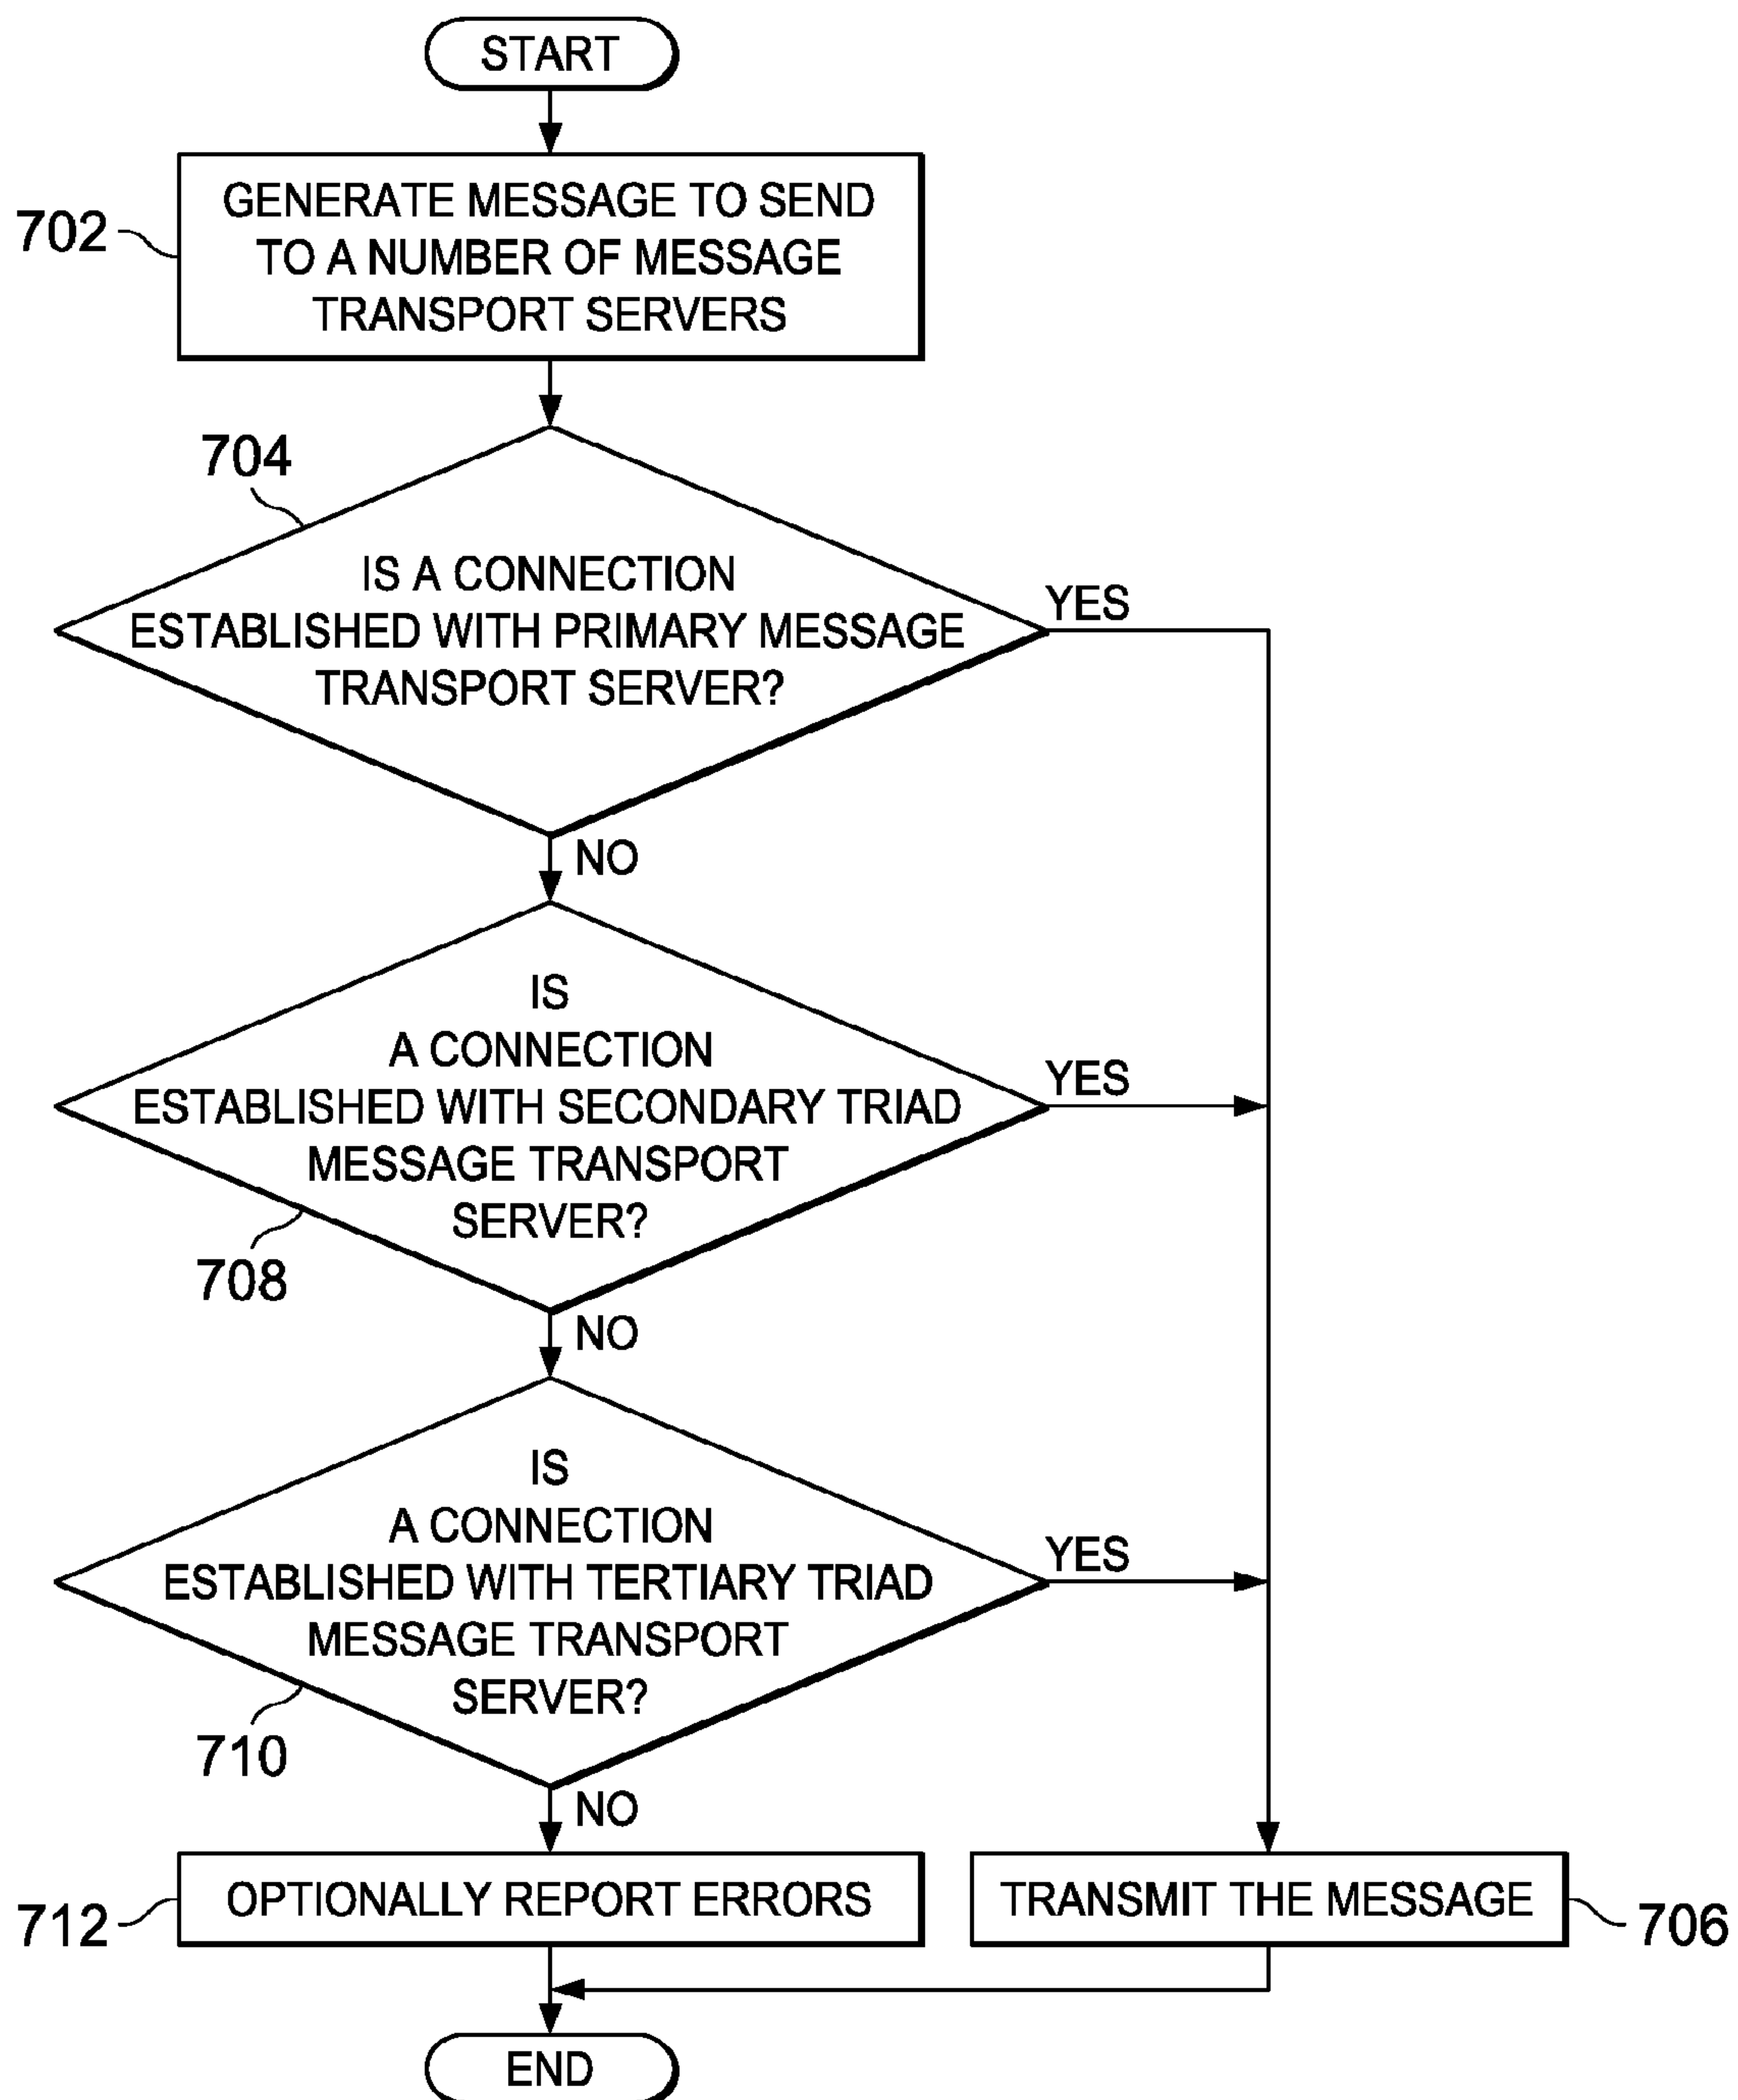 START
GENERATE MESSAGE TO SEND
TO A NUMBER OF MESSAGE
TRANSPORT SERVERS
702
704
IS A CONNECTION
ESTABLISHED WITH PRIMARY MESSAGE
TRANSPORT SERVER?
YES
NO
IS
A CONNECTION
ESTABLISHED WITH SECONDARY TRIAD
MESSAGE TRANSPORT
SERVER?
YES
708
NO
IS
A CONNECTION
ESTABLISHED WITH TERTIARY TRIAD
MESSAGE TRANSPORT
SERVER?
YES
710
NO
712
OPTIONALLY REPORT ERRORS
TRANSMIT THE MESSAGE
706
END